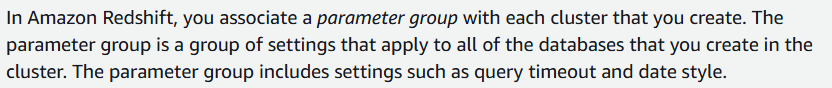 In Amazon Redshift, you associate a parameter group with each cluster that you create. The
parameter group is a group of settings that apply to all of the databases that you create in the
cluster. The parameter group includes settings such as query timeout and date style.